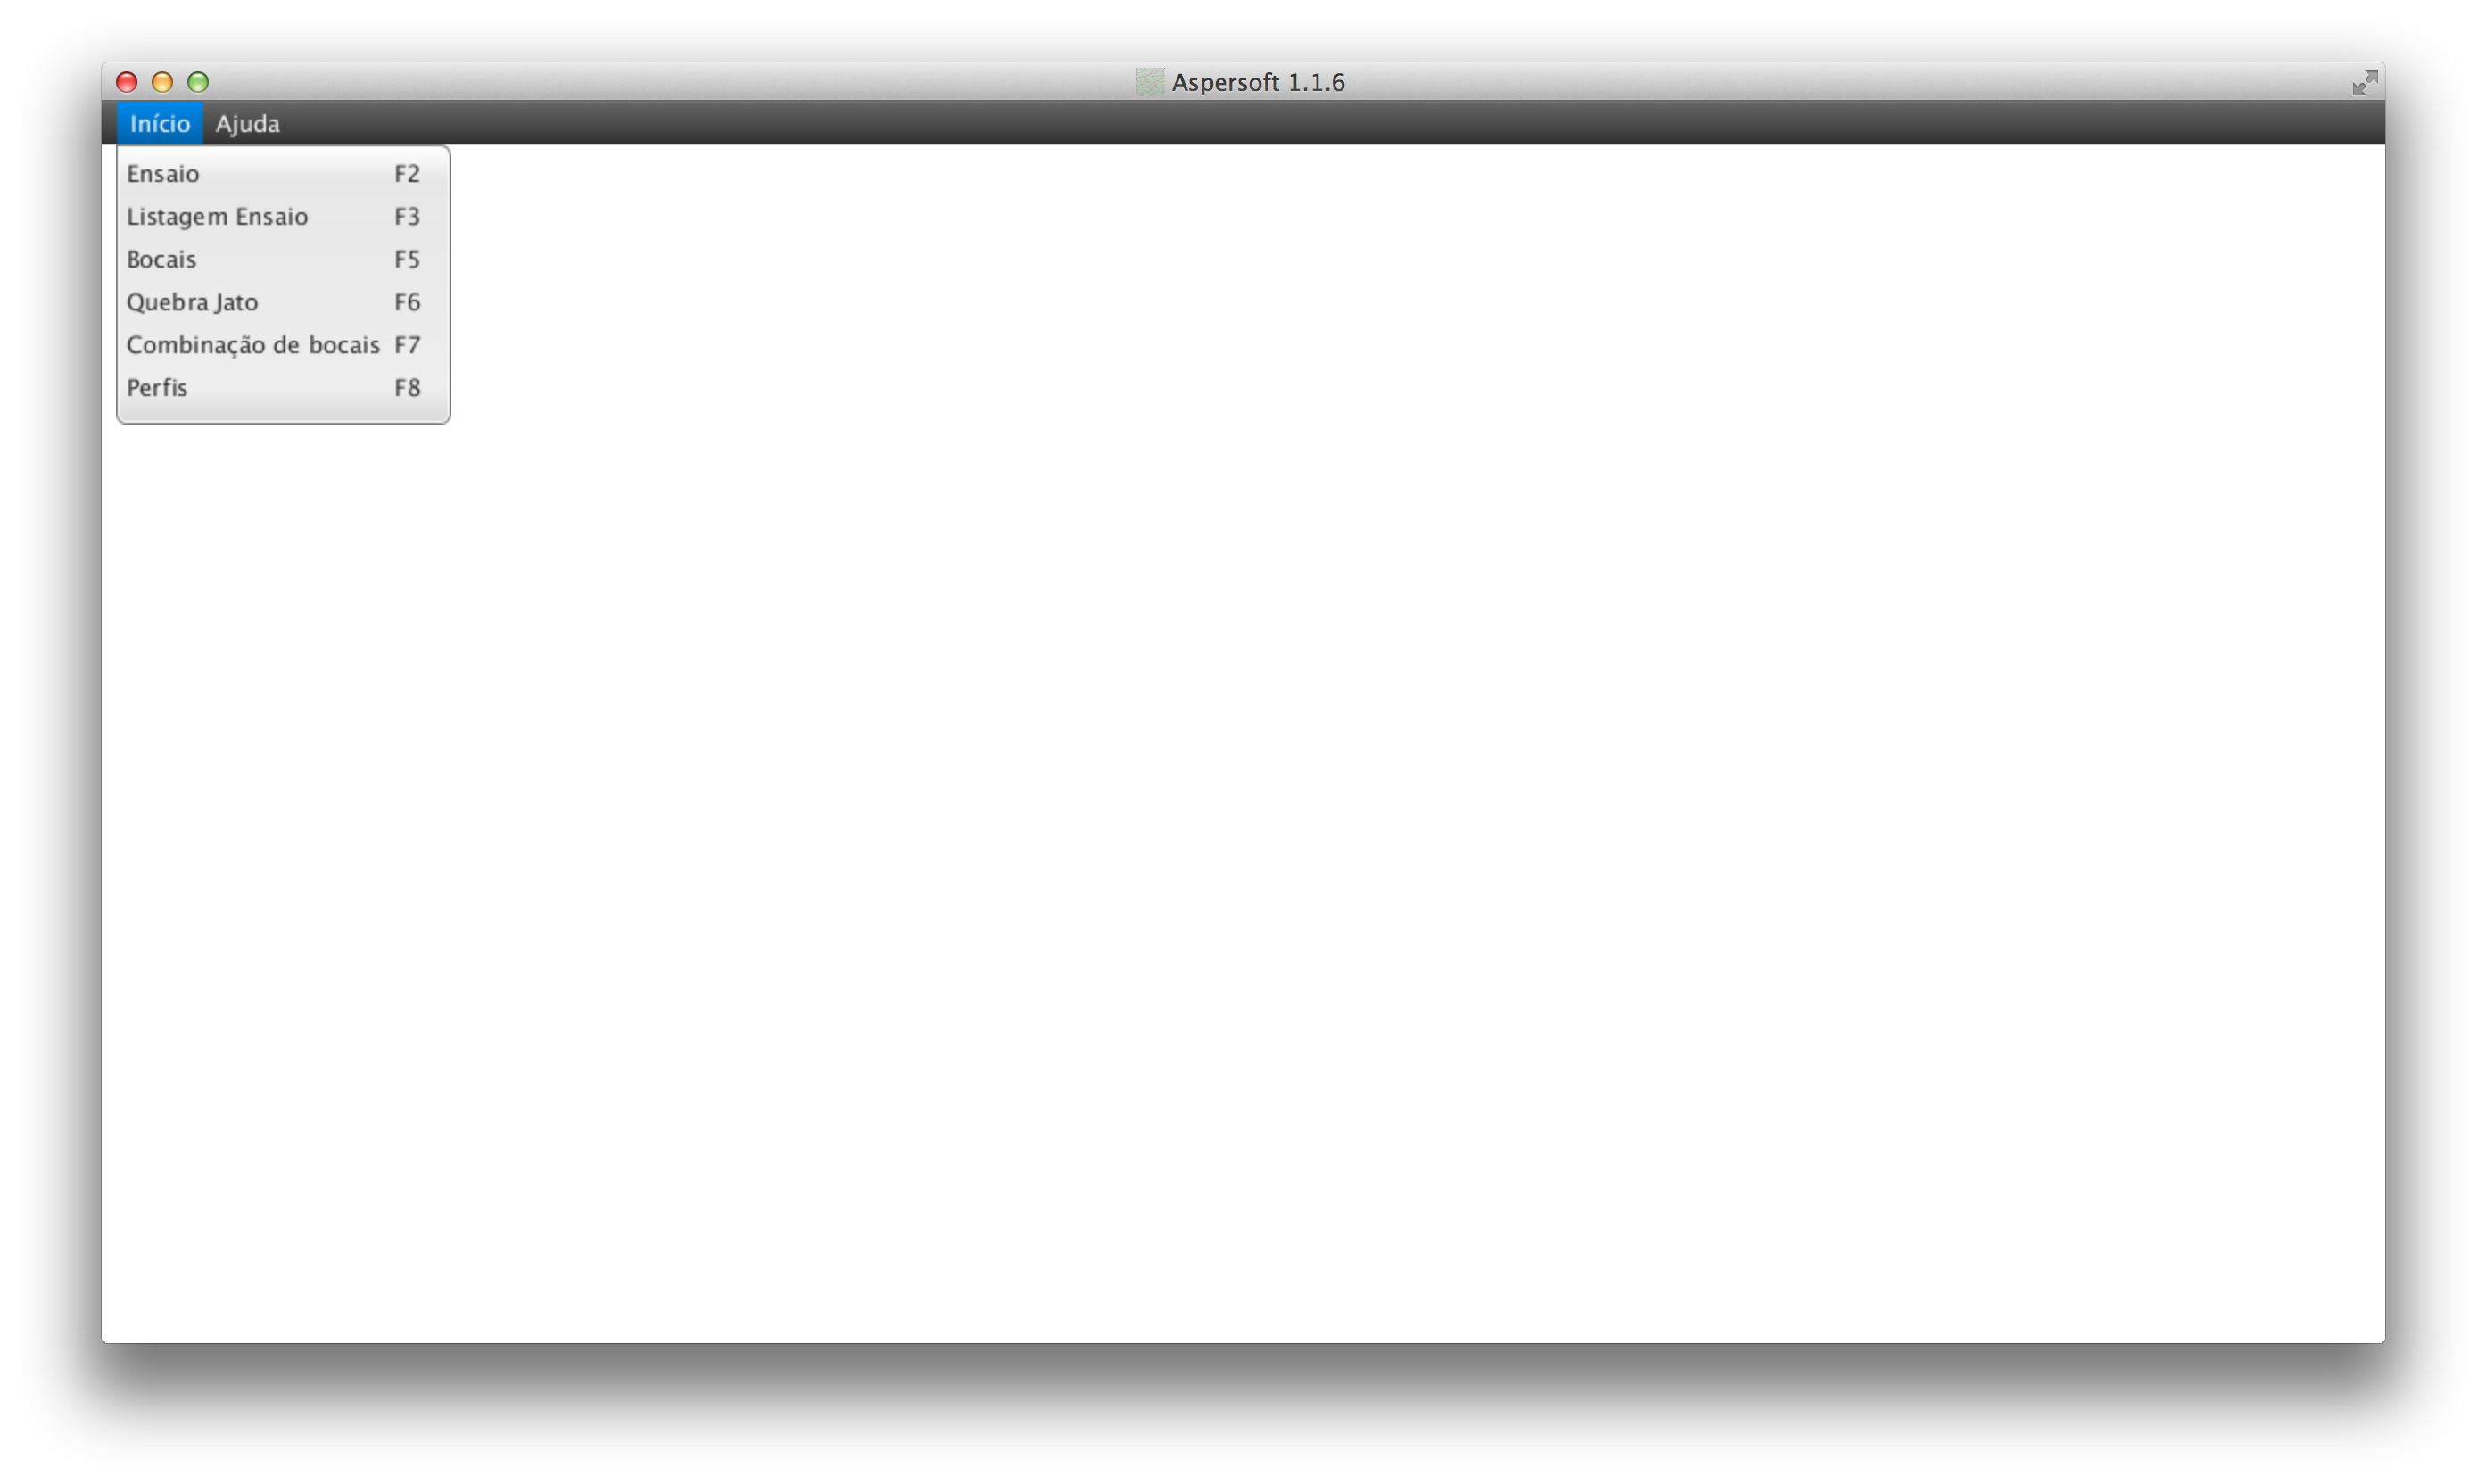 Aspersoft 1.1.6
Início Ajuda
Ensaio F2
Listagem Ensaio F3
Bocais F5
Quebra Jato F6
Combinação de bocais F7
Perfis F8